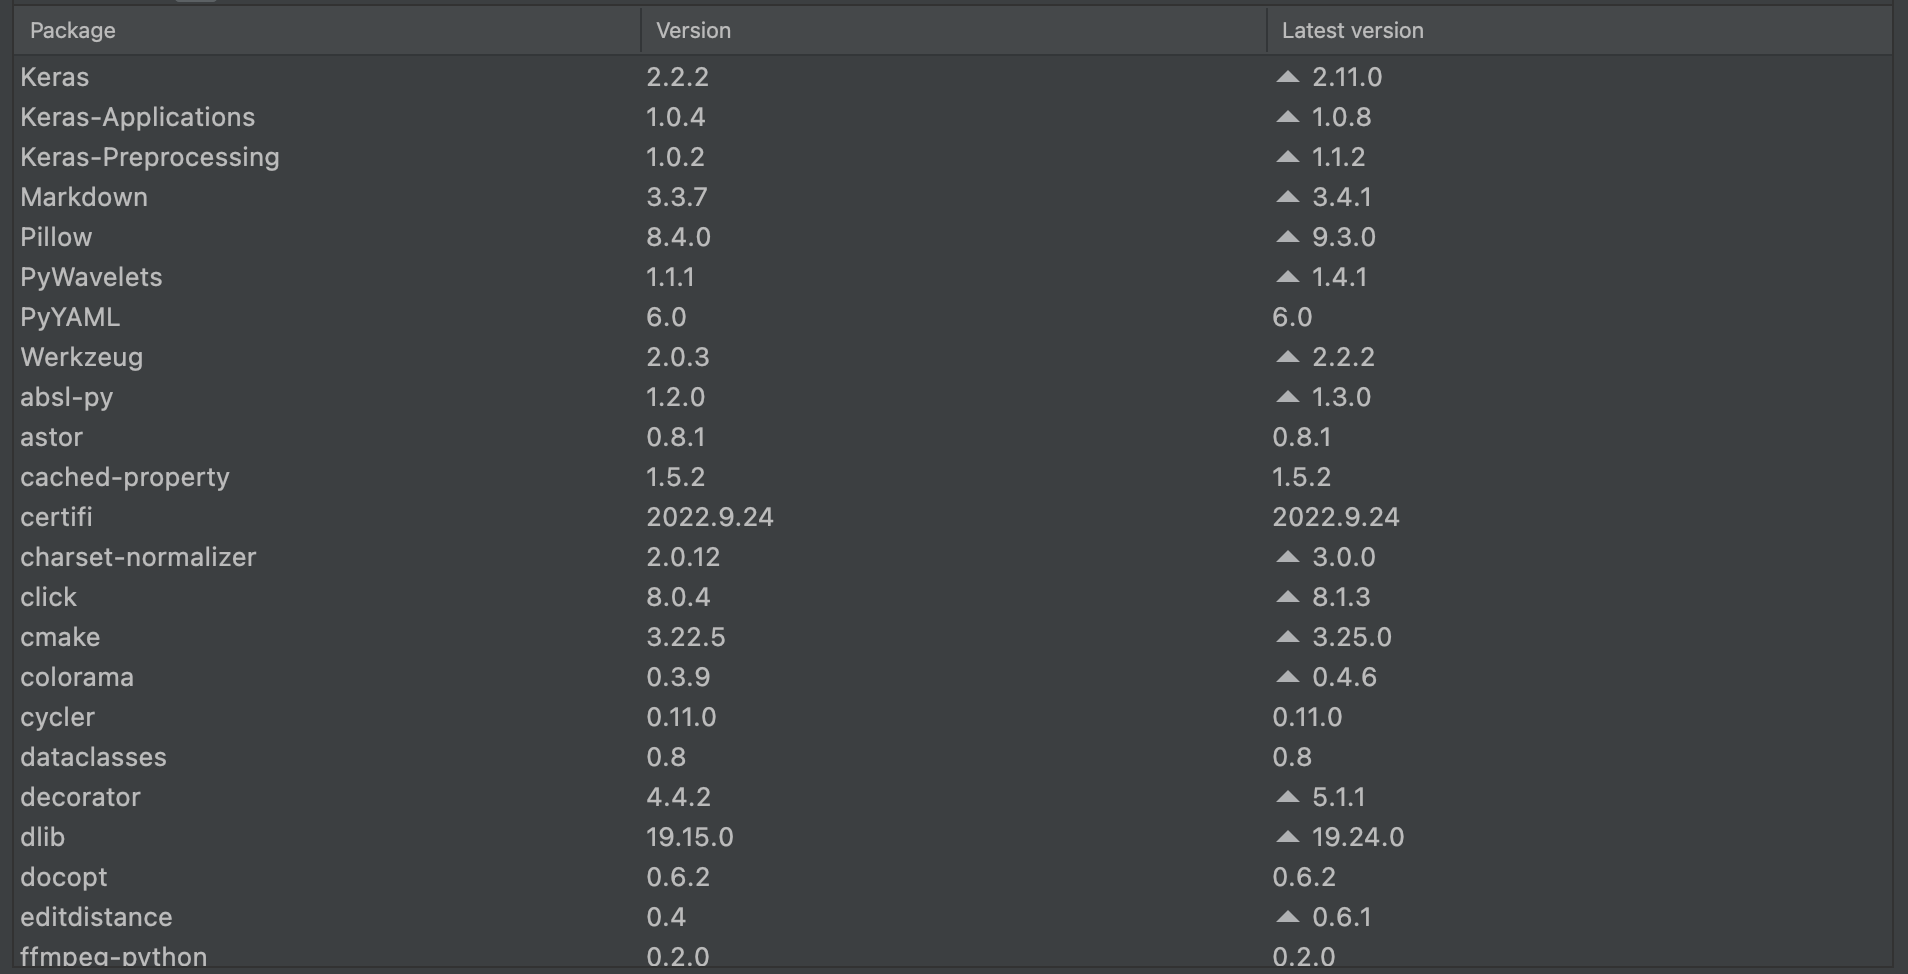 Package Version Latest version
Keras 2.2.2 2.11.0
Keras-Applications 1.0.4 1.0.8
Keras-Preprocessing 1.0.2 1.1.2
Markdown 3.3.7 3.4.1
Pillow 8.4.0 9.3.0
PyWavelets 1.1.1 1.4.1
PyYAML 6.0 6.0
Werkzeug 2.0.3 2.2.2
absl-py 1.2.0 1.3.0
astor 0.8.1 0.8.1
cached-property 1.5.2 1.5.2
certifi 2022.9.24 2022.9.24
charset-normalizer 2.0.12 3.0.0
click 8.0.4 8.1.3
cmake 3.22.5 3.25.0
colorama 0.3.9 0.4.6
cycler 0.11.0 0.11.0
dataclasses 0.8 0.8
decorator 4.4.2 5.1.1
dlib 19.15.0 19.24.0
docopt 0.6.2 0.6.2
editdistance 0.4 0.6.1
ffmpeg-python 0.2.0 0.2.0